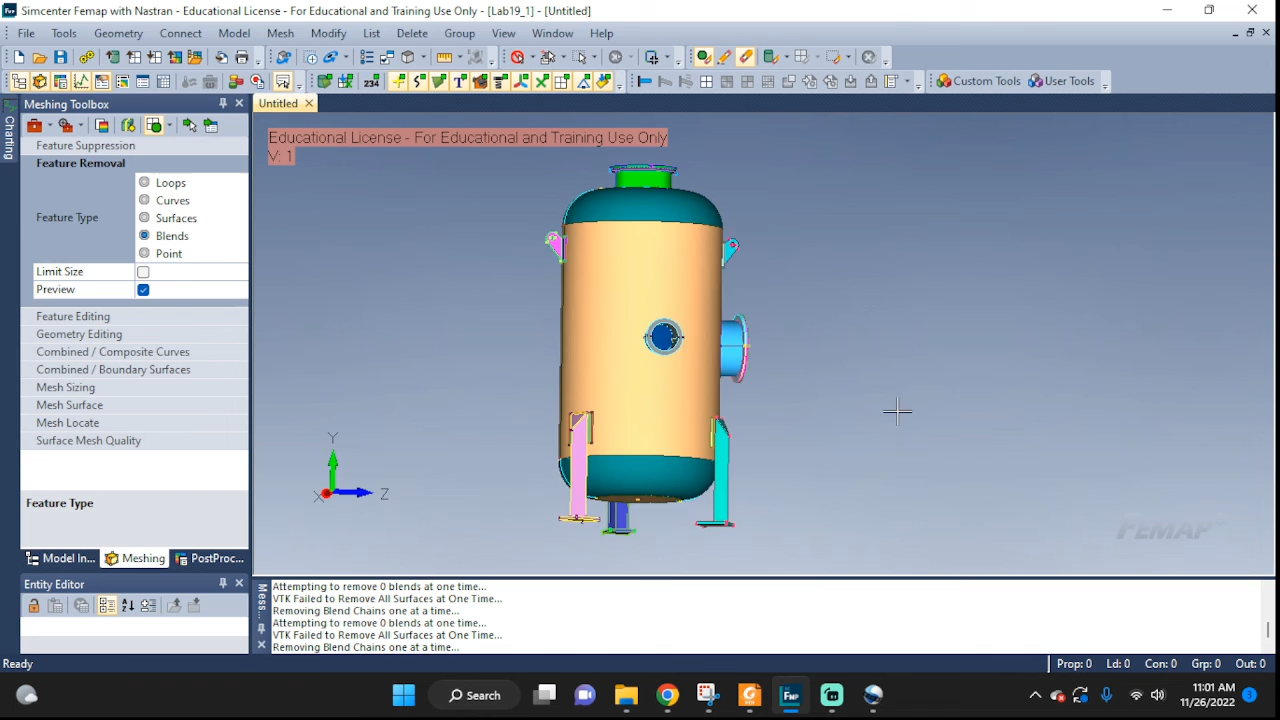 Simcenter Femap with Nastran - Educational License - For Educational and Training Use Only - [Lab19_1] - [Untitled]
File Tools Geometry Connect Model Mesh Modify List Delete Group View Window Help
234 T Custom Tools User Tools
Charting
Meshing Toolbox
Feature Suppression
Feature Removal
Feature Type
Loops
Curves
Surfaces
Blends
Point
Limit Size
Preview
Feature Editing
Geometry Editing
Combined / Composite Curves
Combined / Boundary Surfaces
Mesh Sizing
Mesh Surface
Mesh Locate
Surface Mesh Quality
Feature Type
Model In... Meshing PostProc...
Entity Editor
Untitled
Educational License - For Educational and Training Use Only
V: 1
Y
X
Z
FEMAP
Mess...
Attempting to remove 0 blends at one time...
VTK Failed to Remove All Surfaces at One Time...
Removing Blend Chains one at a time...
Attempting to remove 0 blends at one time...
VTK Failed to Remove All Surfaces at One Time...
Removing Blend Chains one at a time...
Ready
Prop: 0 Ld: 0 Con: 0 Grp: 0 Out: 0
Search
FMP
11:01 AM
11/26/2022
3